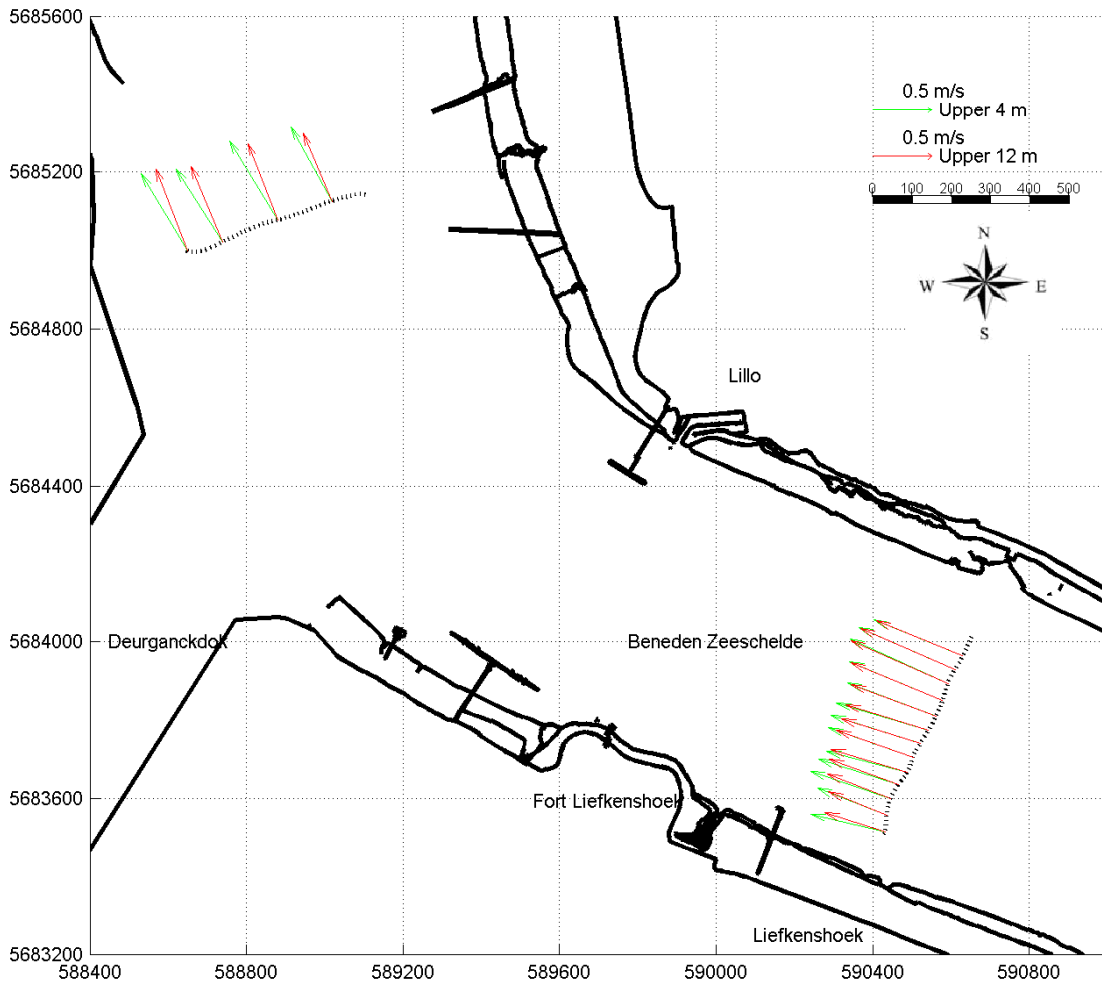 5685600
5685200
5684800
5684400
5684000
5683600
5683200
588400 588800 589200 589600 590000 590400 590800
0.5 m/s
Upper 4 m
0.5 m/s
Upper 12 m
0 100 200 300 400 500
N
W E
S
Lillo
Deurganckdok
Beneden Zeeschelde
Fort Liefkenshoek
Liefkenshoek